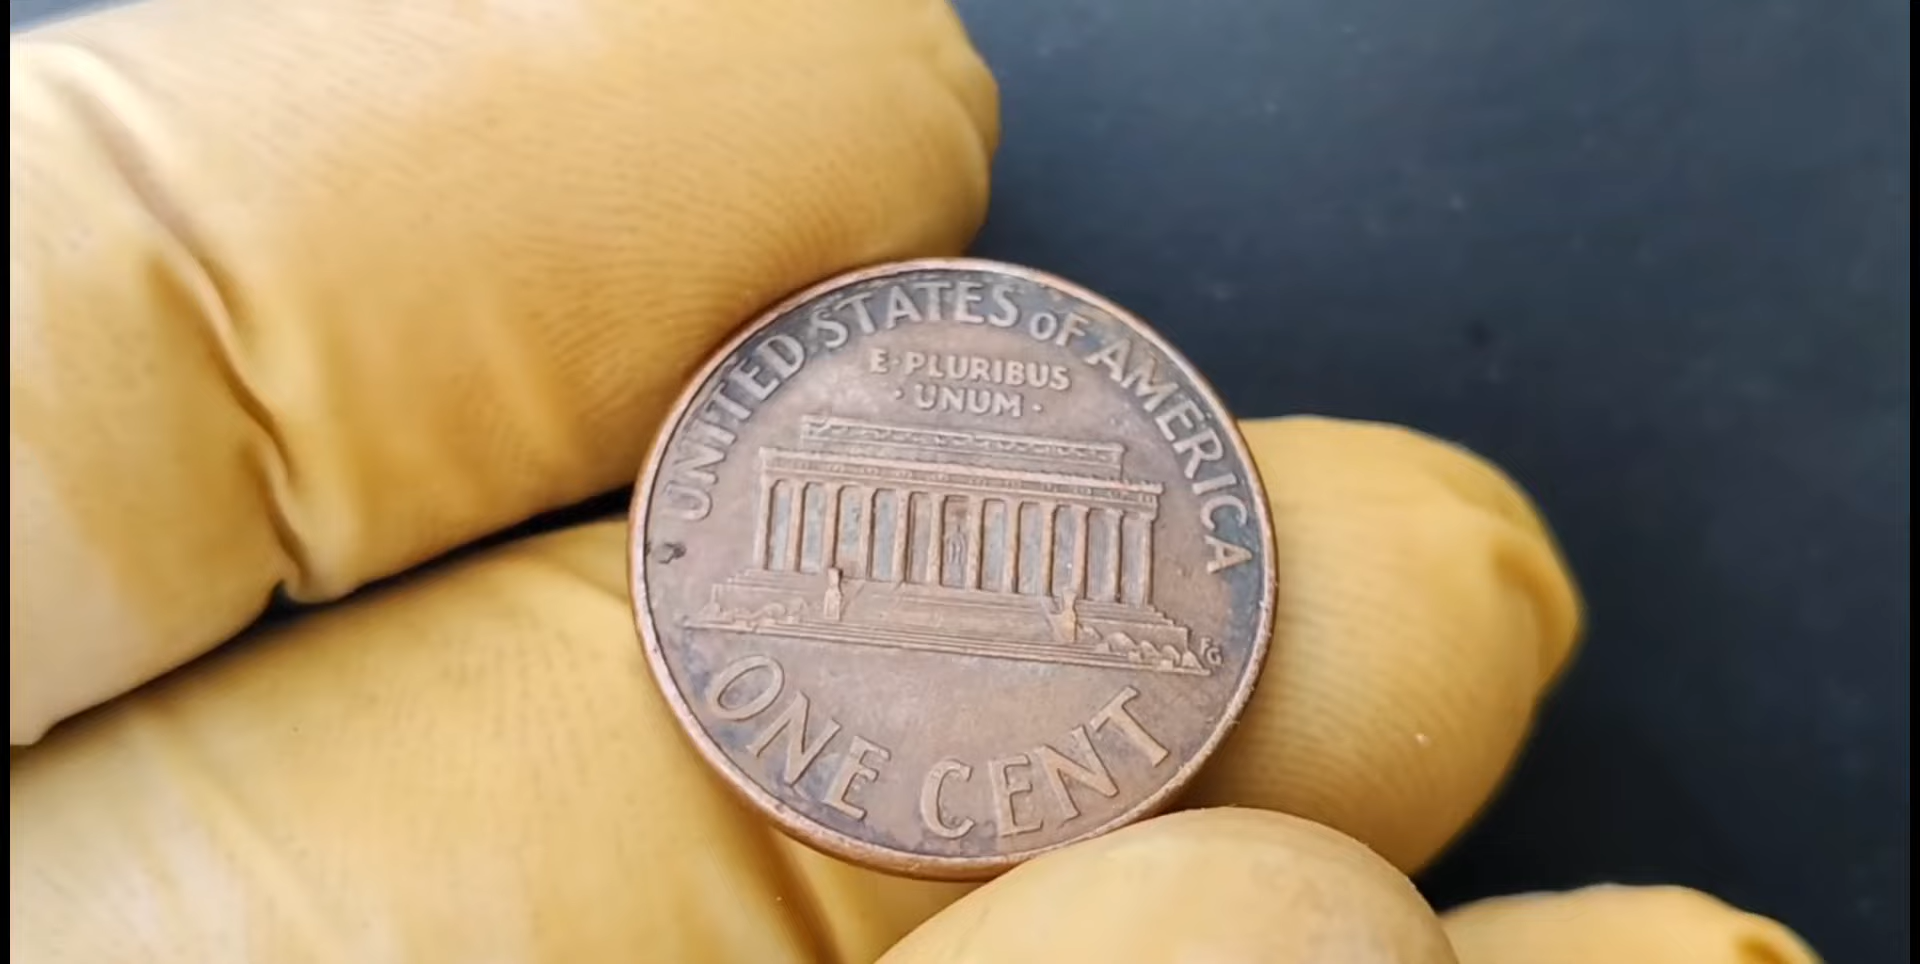 UNITED STATES OF AMERICA
E·PLURIBUS
·UNUM·
FG
ONE CENT